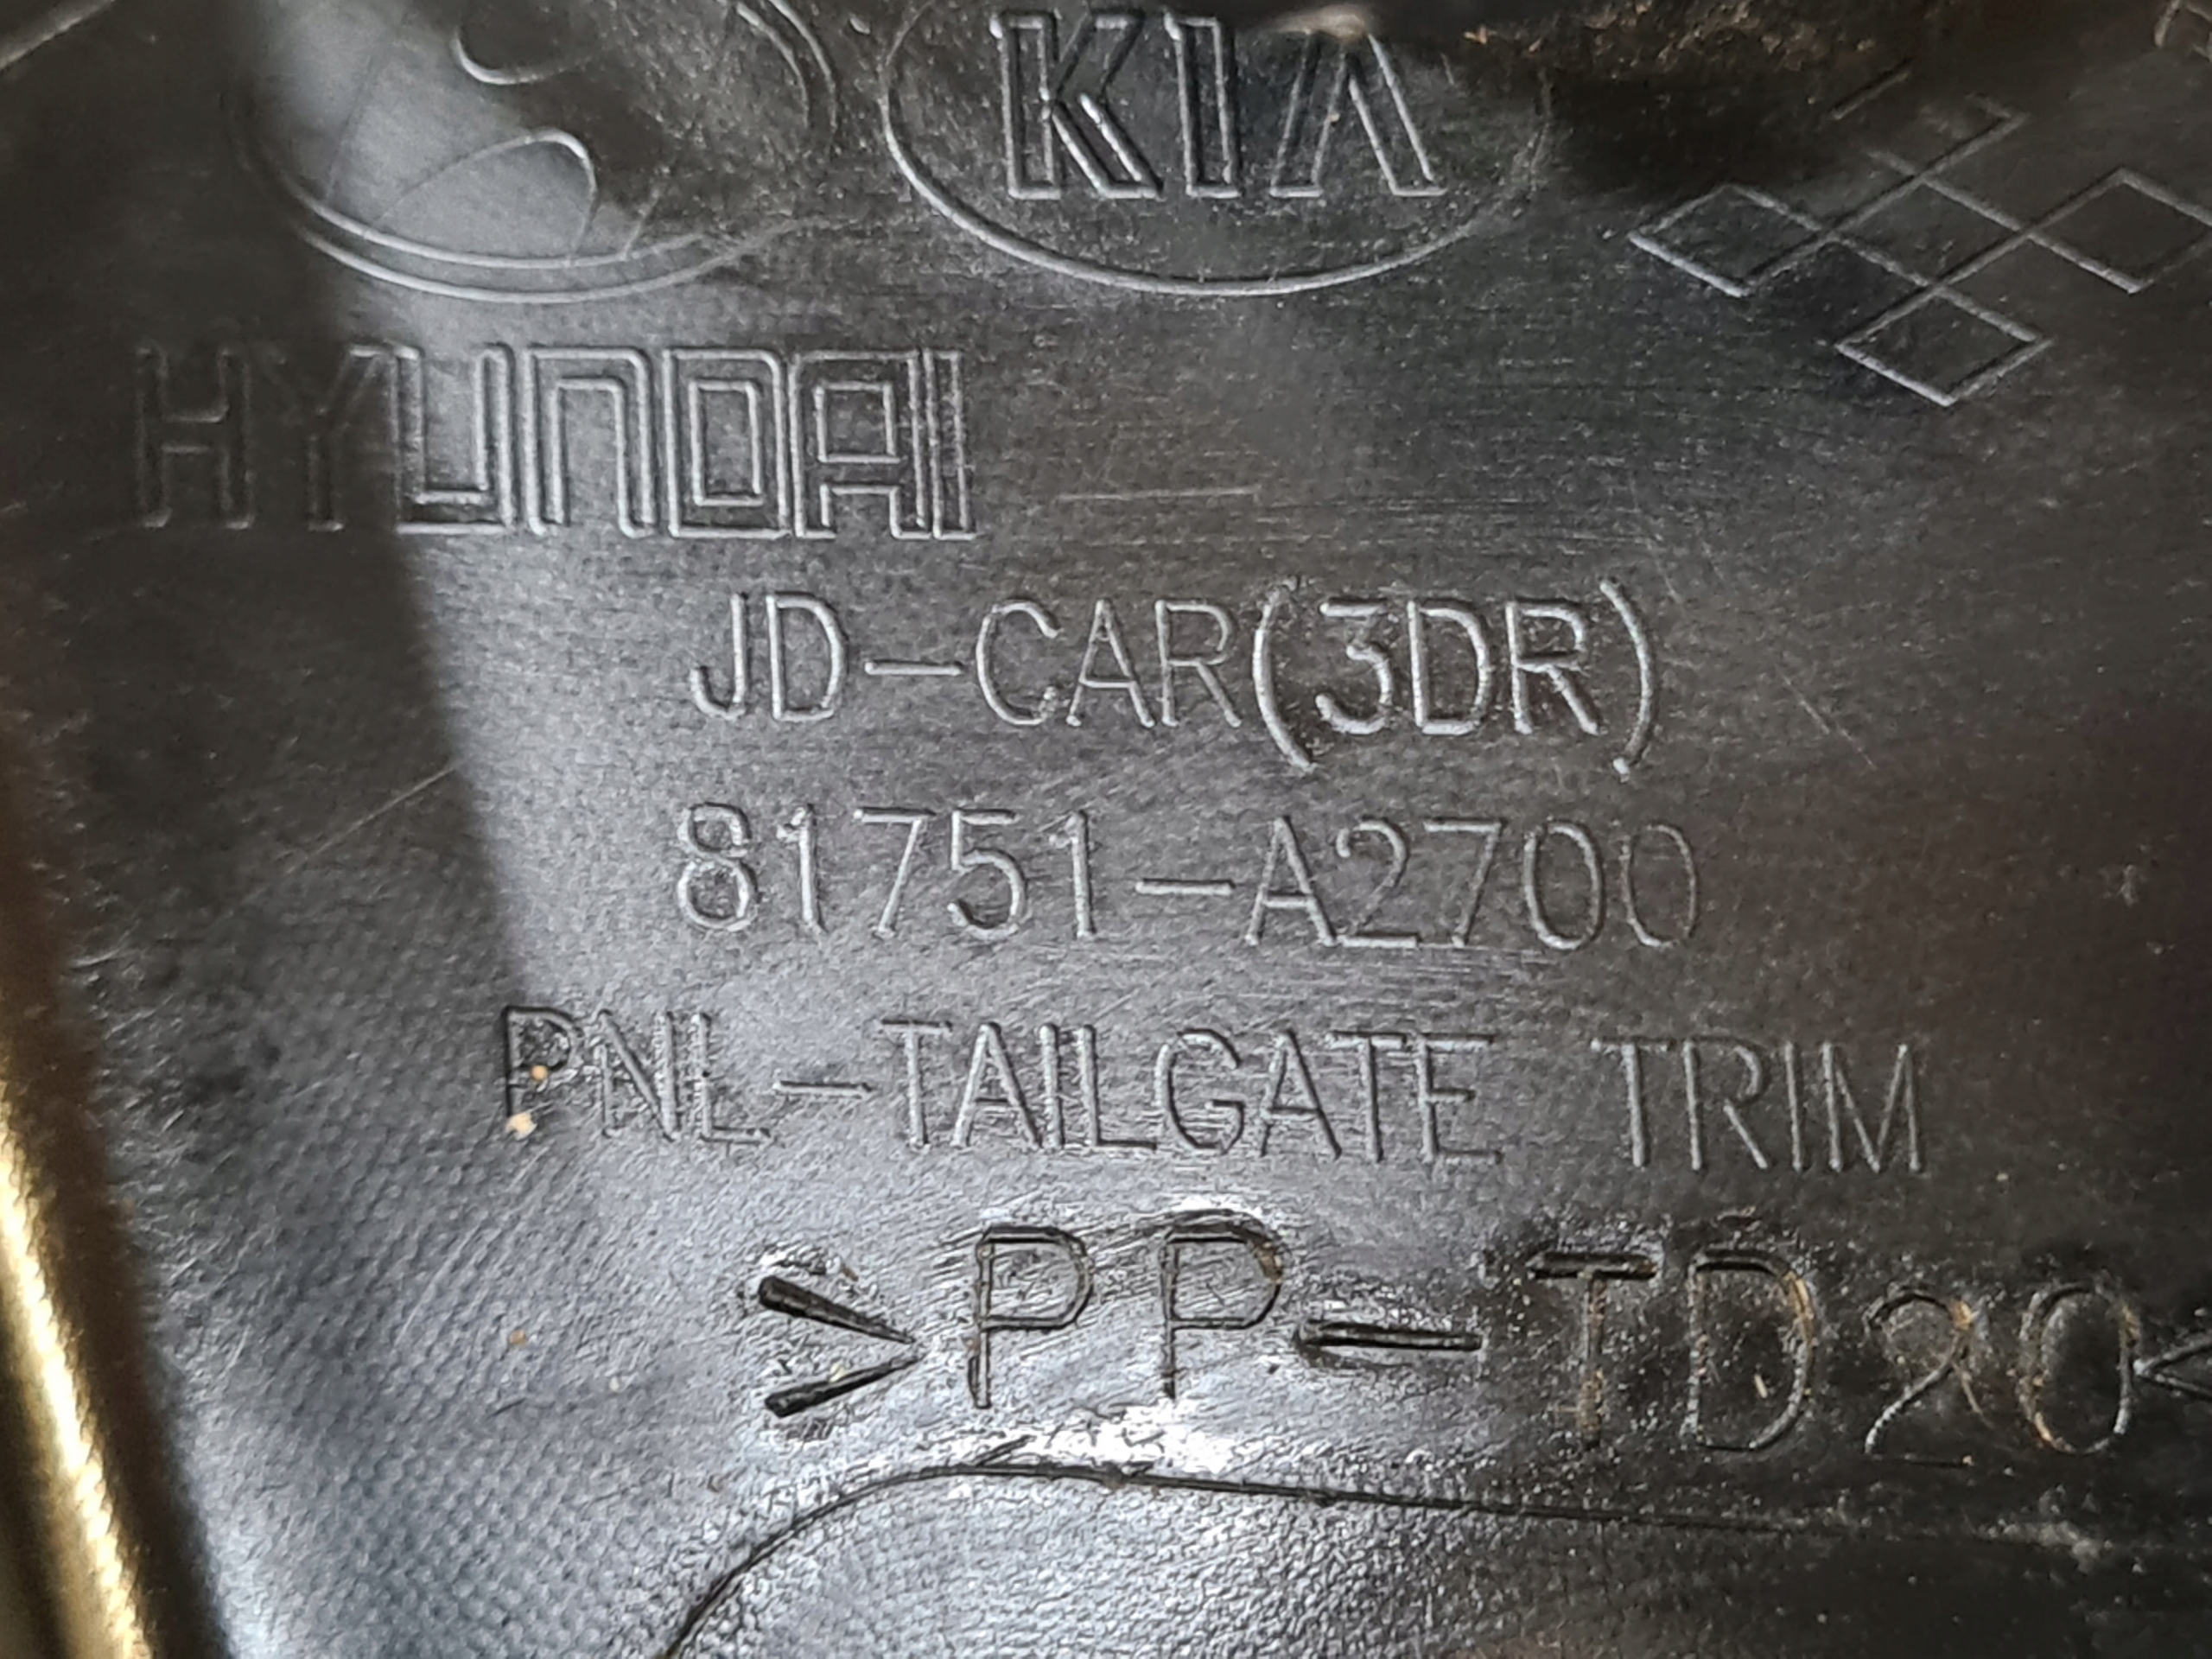 KIA
HYUNDAI
JD-CAR(3DR)
81751-A2700
PNL-TAILGATE TRIM
>PP-TD20<